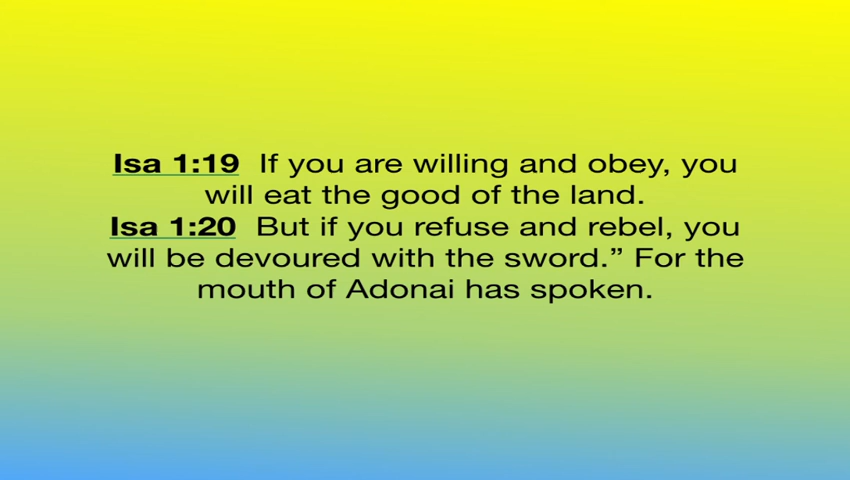 Isa 1:19  If you are willing and obey, you
will eat the good of the land.
Isa 1:20  But if you refuse and rebel, you
will be devoured with the sword.” For the
mouth of Adonai has spoken.